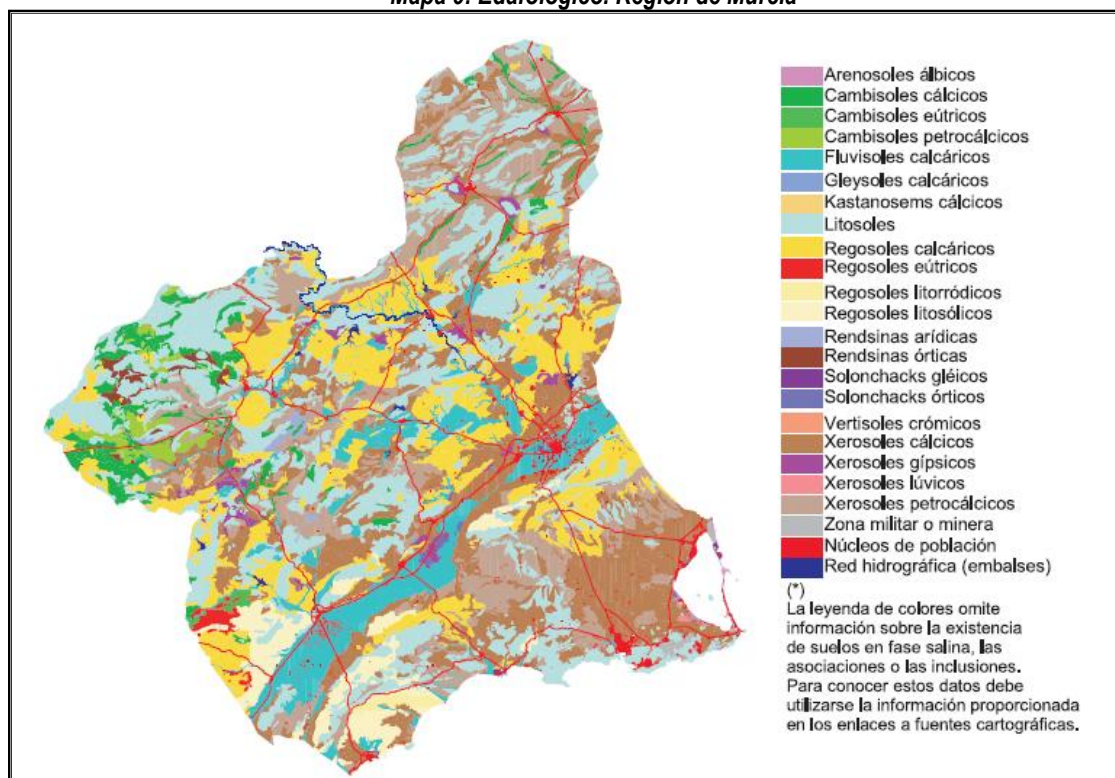 Mapa 9. Edafológico. Región de Murcia
Arenosoles álbicos
Cambisoles cálcicos
Cambisoles eútricos
Cambisoles petrocálcicos
Fluvisoles calcáricos
Gleysoles calcáricos
Kastanosems cálcicos
Litosoles
Regosoles calcáricos
Regosoles eútricos
Regosoles litorródicos
Regosoles litosólicos
Rendsinas arídicas
Rendsinas órticas
Solonchacks gléicos
Solonchacks órticos
Vertisoles crómicos
Xerosoles cálcicos
Xerosoles gípsicos
Xerosoles lúvicos
Xerosoles petrocálcicos
Zona militar o minera
Núcleos de población
Red hidrográfica (embalses)
(*)
La leyenda de colores omite
información sobre la existencia
de suelos en fase salina, las
asociaciones o las inclusiones.
Para conocer estos datos debe
utilizarse la información proporcionada
en los enlaces a fuentes cartográficas.